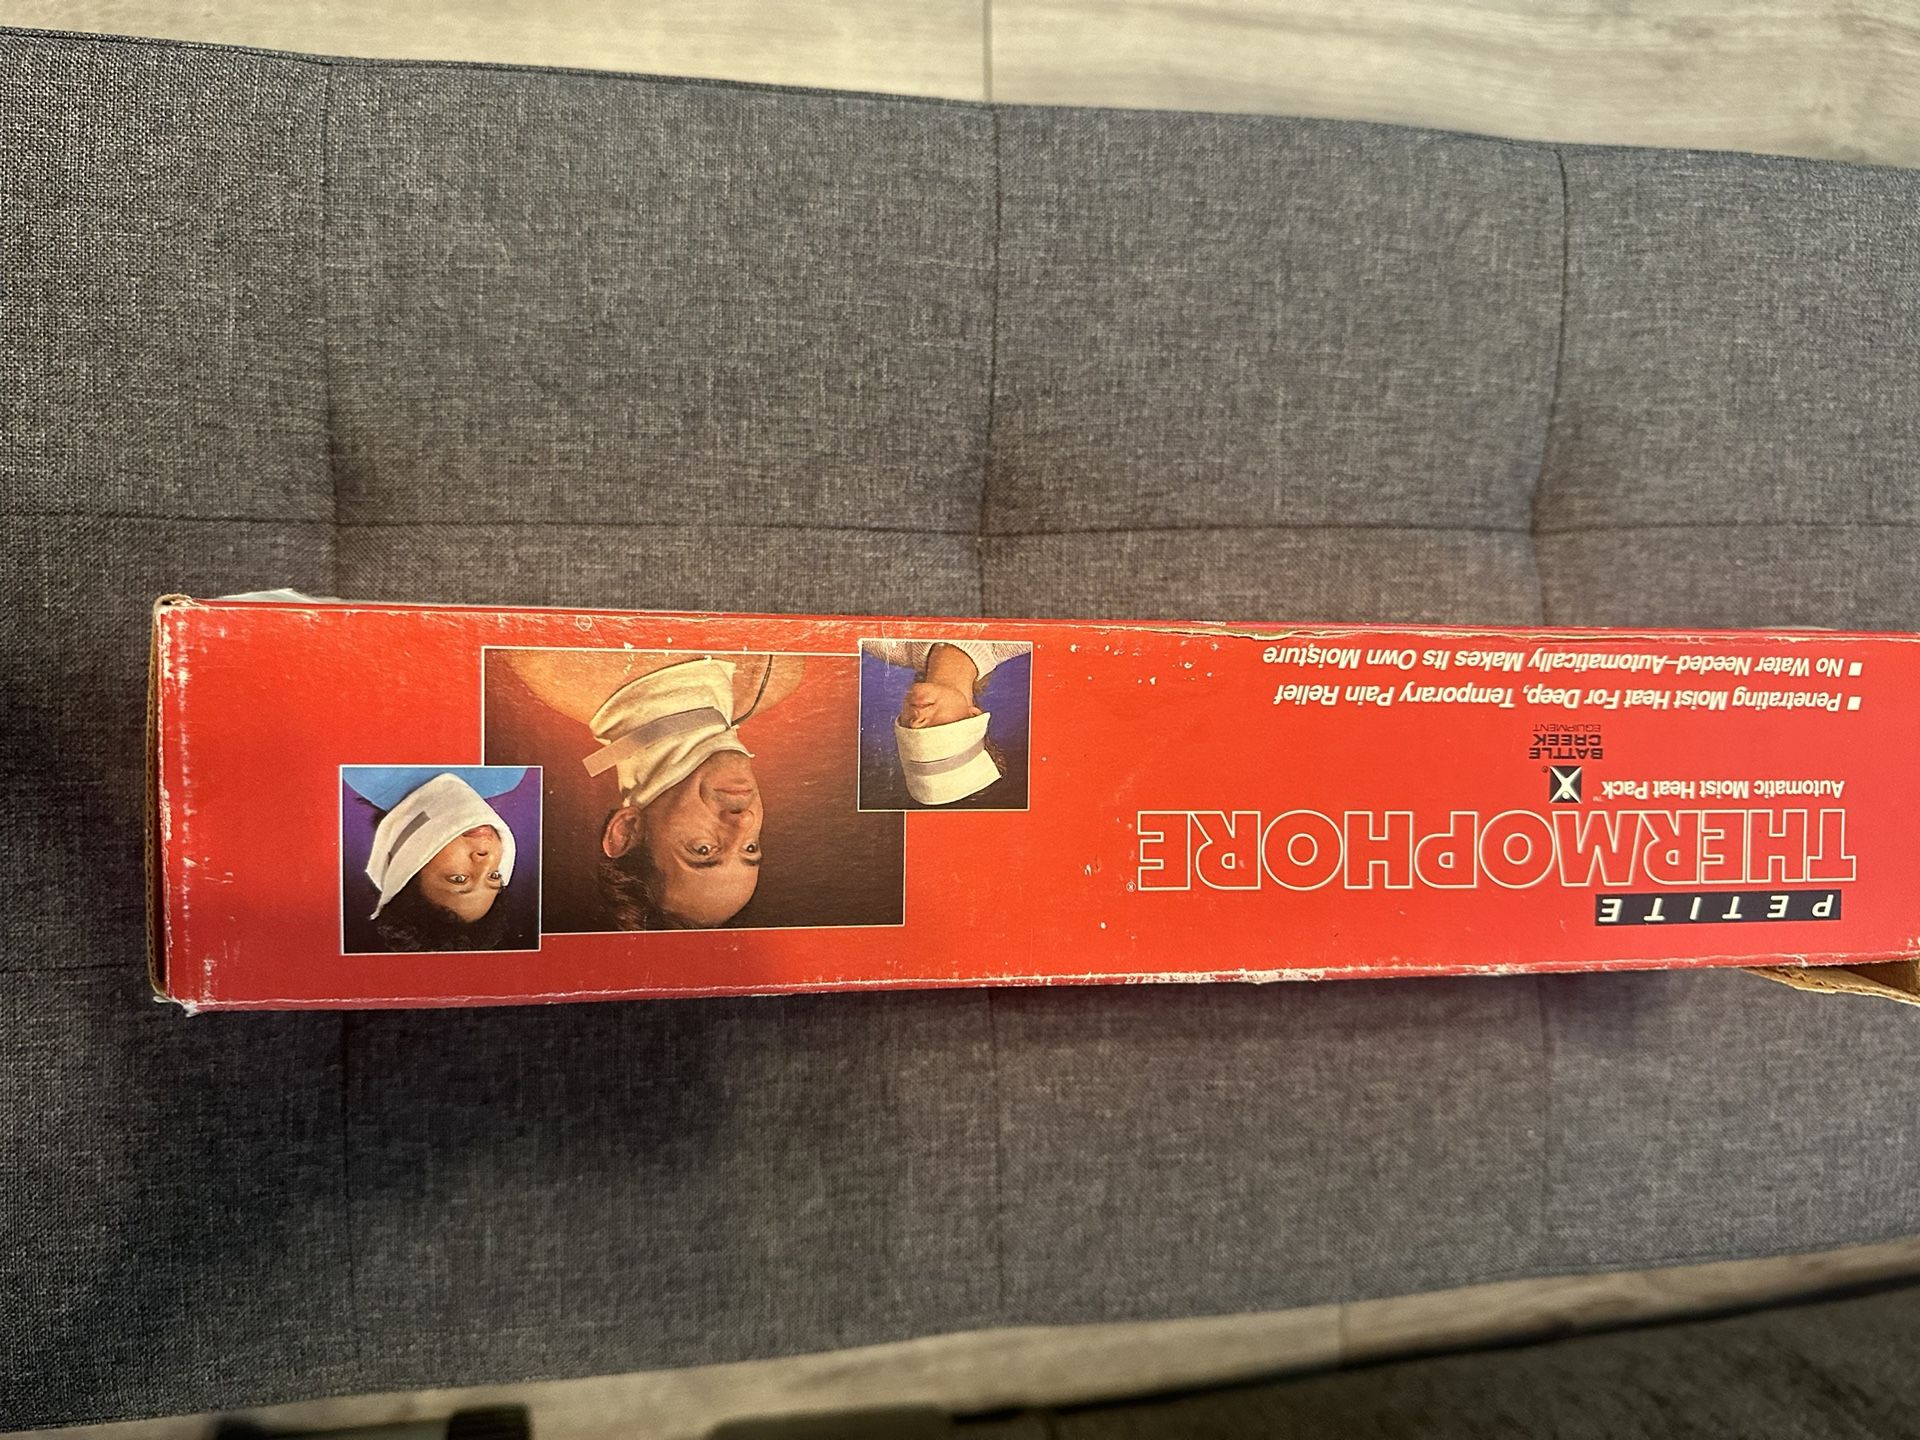 PETITE
THERMOPHORE®
Automatic Moist Heat Pack™
BATTLE
CREEK®
EQUIPMENT
■ Penetrating Moist Heat For Deep, Temporary Pain Relief
■ No Water Needed–Automatically Makes Its Own Moisture